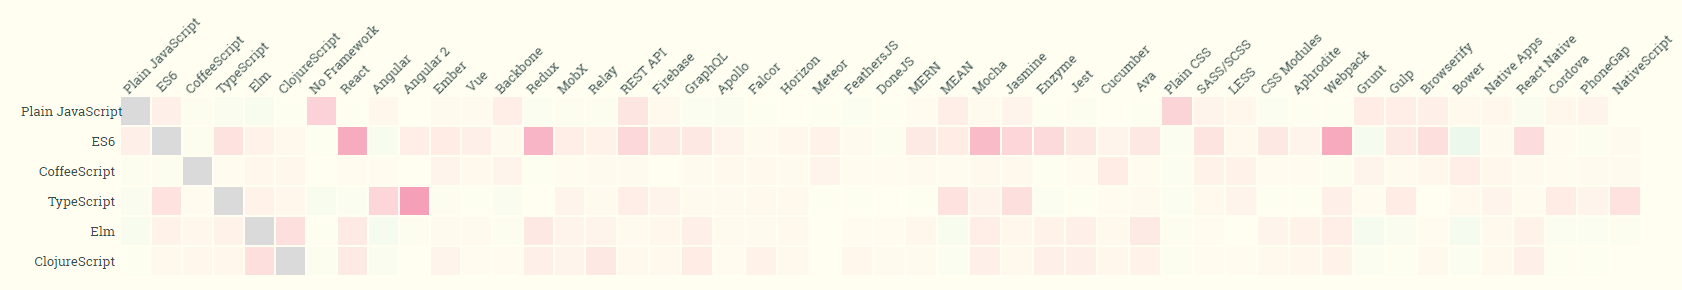 Plain JavaScript
ES6
CoffeeScript
TypeScript
Elm
ClojureScript
No Framework
React
Angular
Angular 2
Ember
Vue
Backbone
Redux
MobX
Relay
REST API
Firebase
GraphQL
Apollo
Falcor
Horizon
Meteor
FeathersJS
DoneJS
MERN
MEAN
Mocha
Jasmine
Enzyme
Jest
Cucumber
Ava
Plain CSS
SASS/SCSS
LESS
CSS Modules
Aphrodite
Webpack
Grunt
Gulp
Browserify
Bower
Native Apps
React Native
Cordova
PhoneGap
NativeScript
Plain JavaScript
ES6
CoffeeScript
TypeScript
Elm
ClojureScript